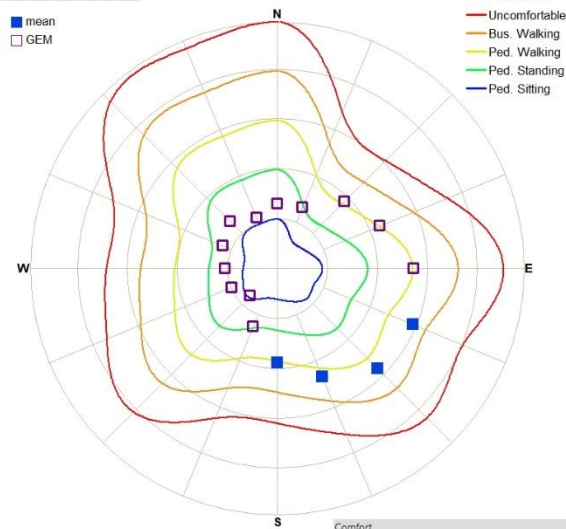 N
mean
GEM
Uncomfortable
Bus. Walking
Ped. Walking
Ped. Standing
Ped. Sitting
W
E
S
Comfort